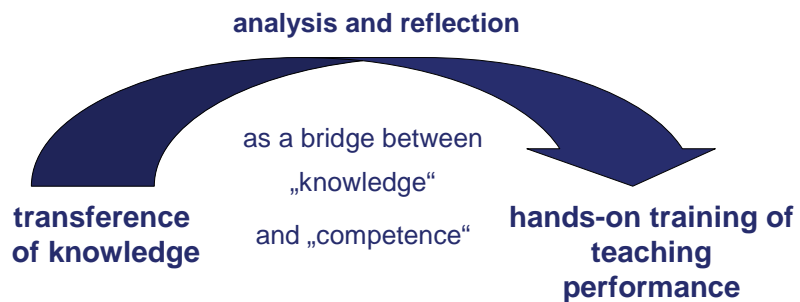 analysis and reflection
as a bridge between
„knowledge“
and „competence“
transference
of knowledge
hands-on training of
teaching
performance